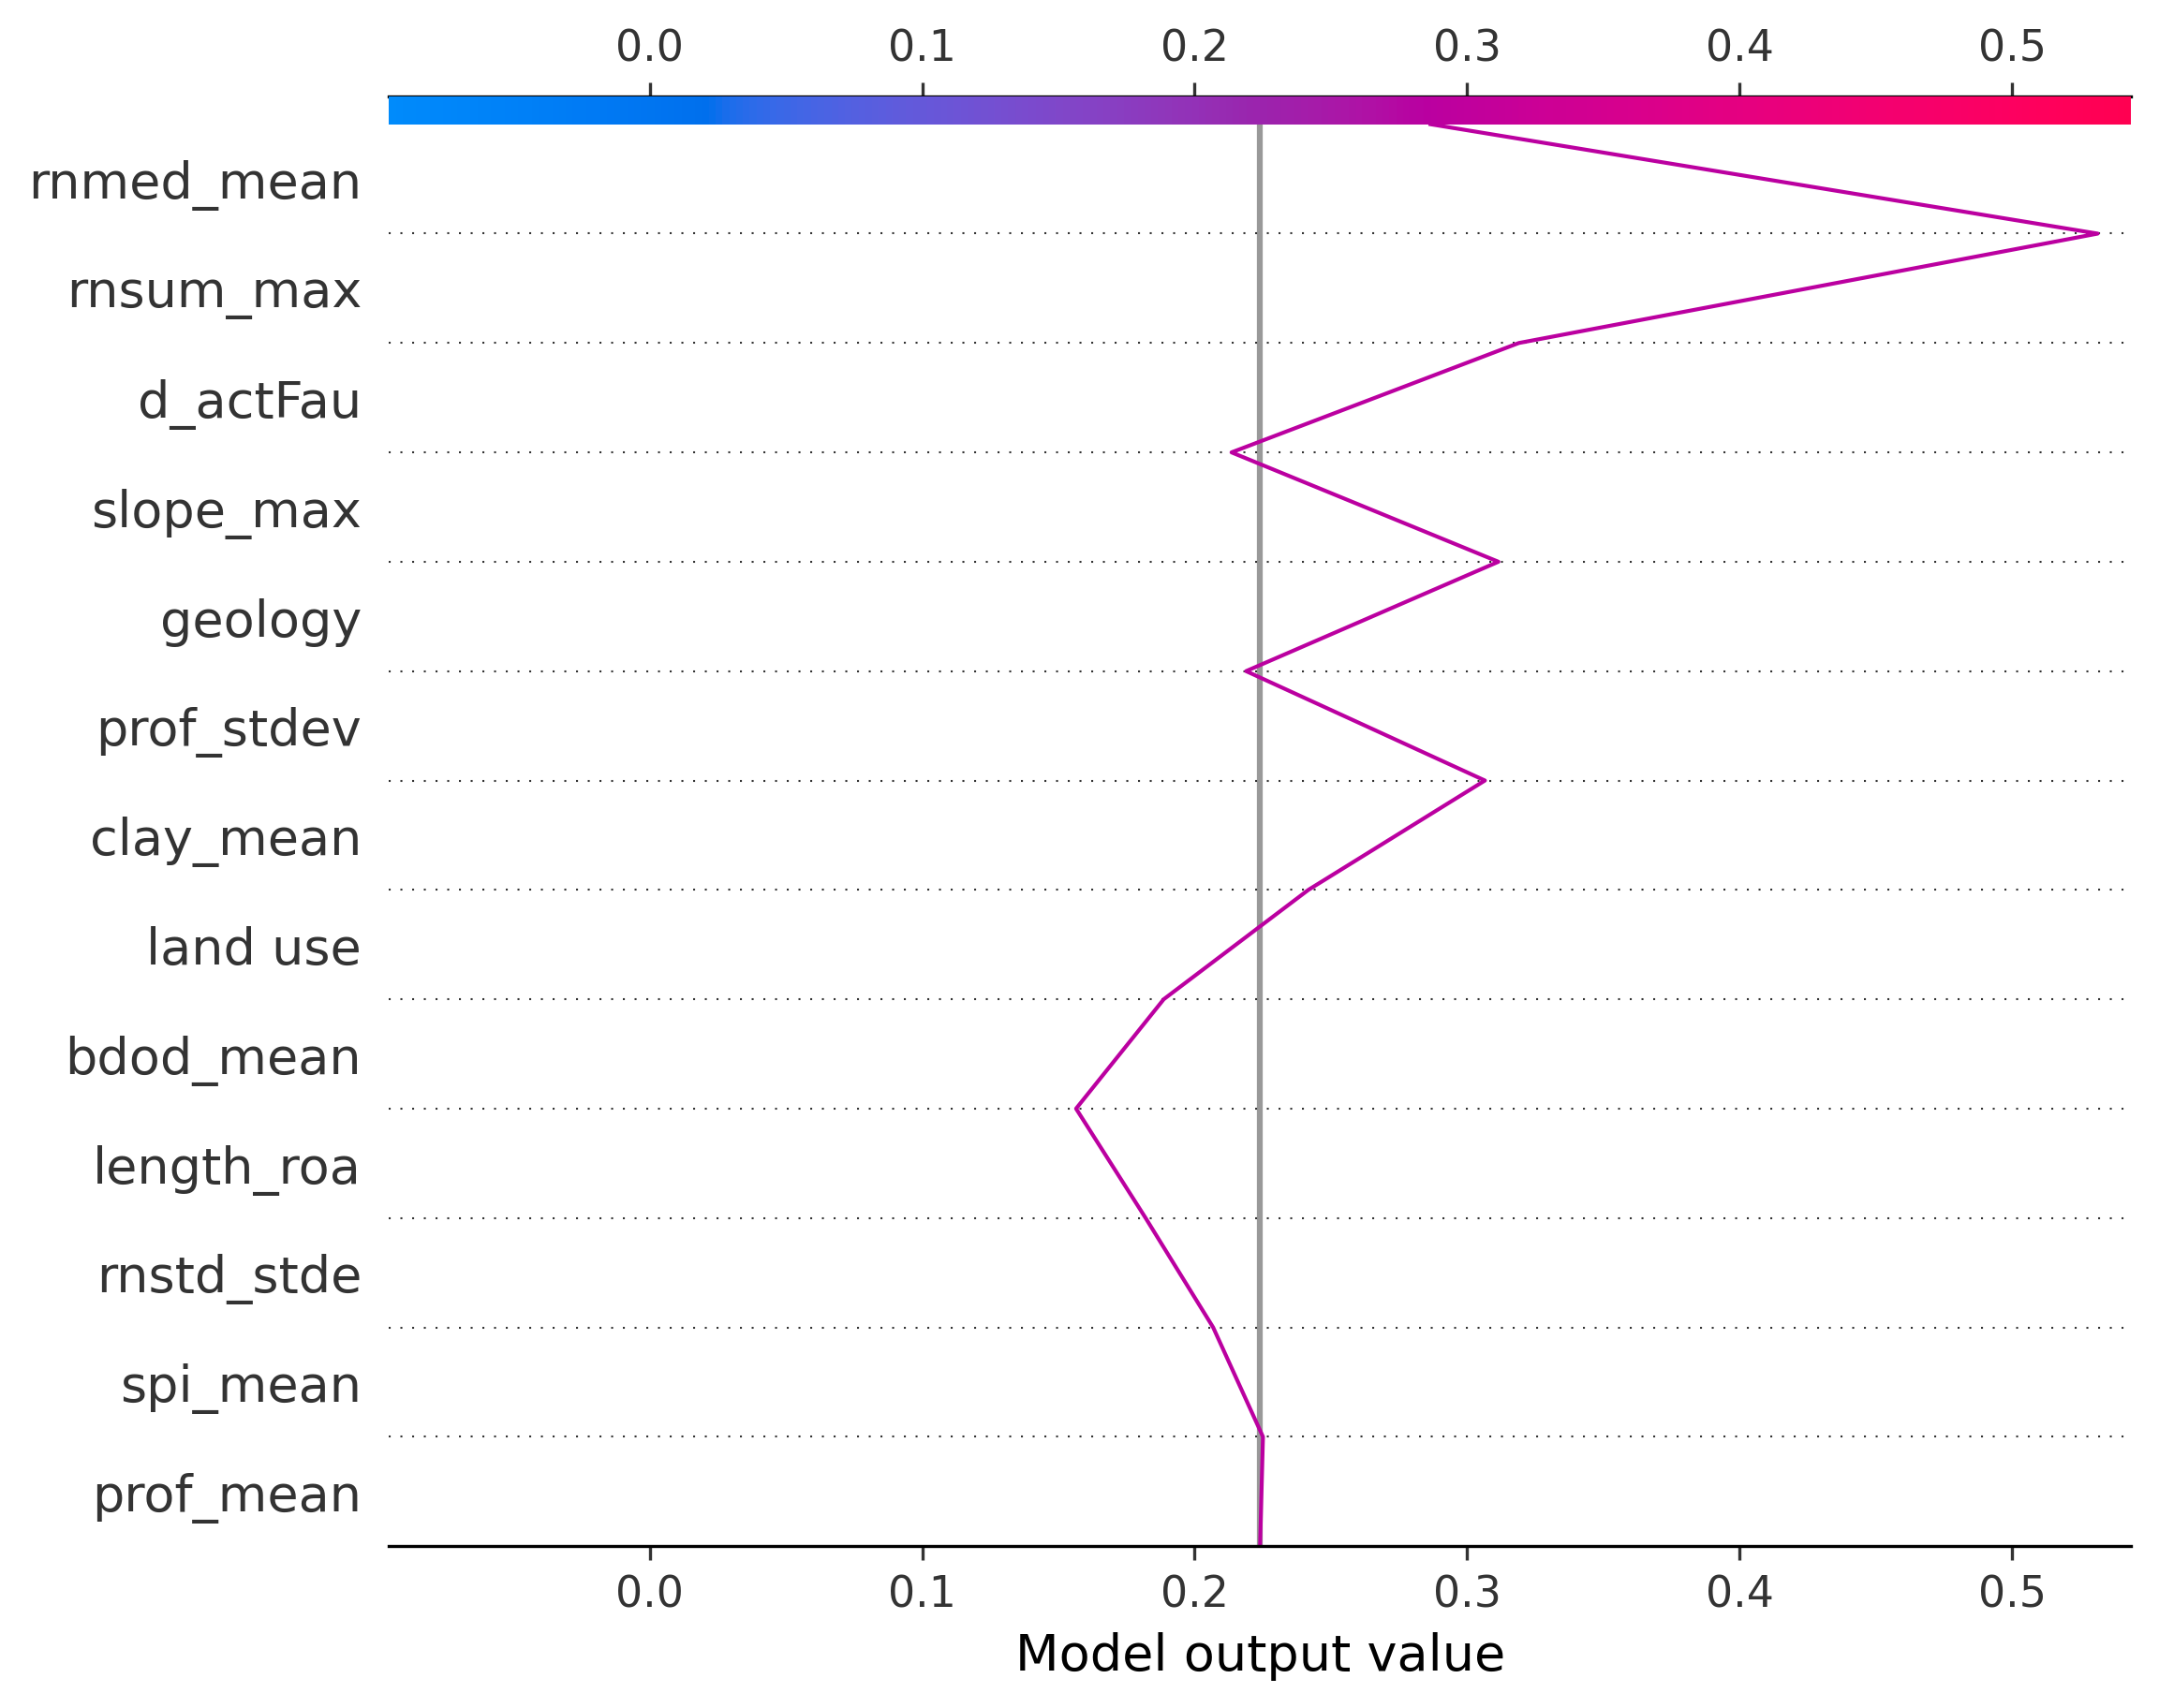 0.0 0.1 0.2 0.3 0.4 0.5
rnmed_mean
rnsum_max
d_actFau
slope_max
geology
prof_stdev
clay_mean
land use
bdod_mean
length_roa
rnstd_stde
spi_mean
prof_mean
0.0 0.1 0.2 0.3 0.4 0.5
Model output value